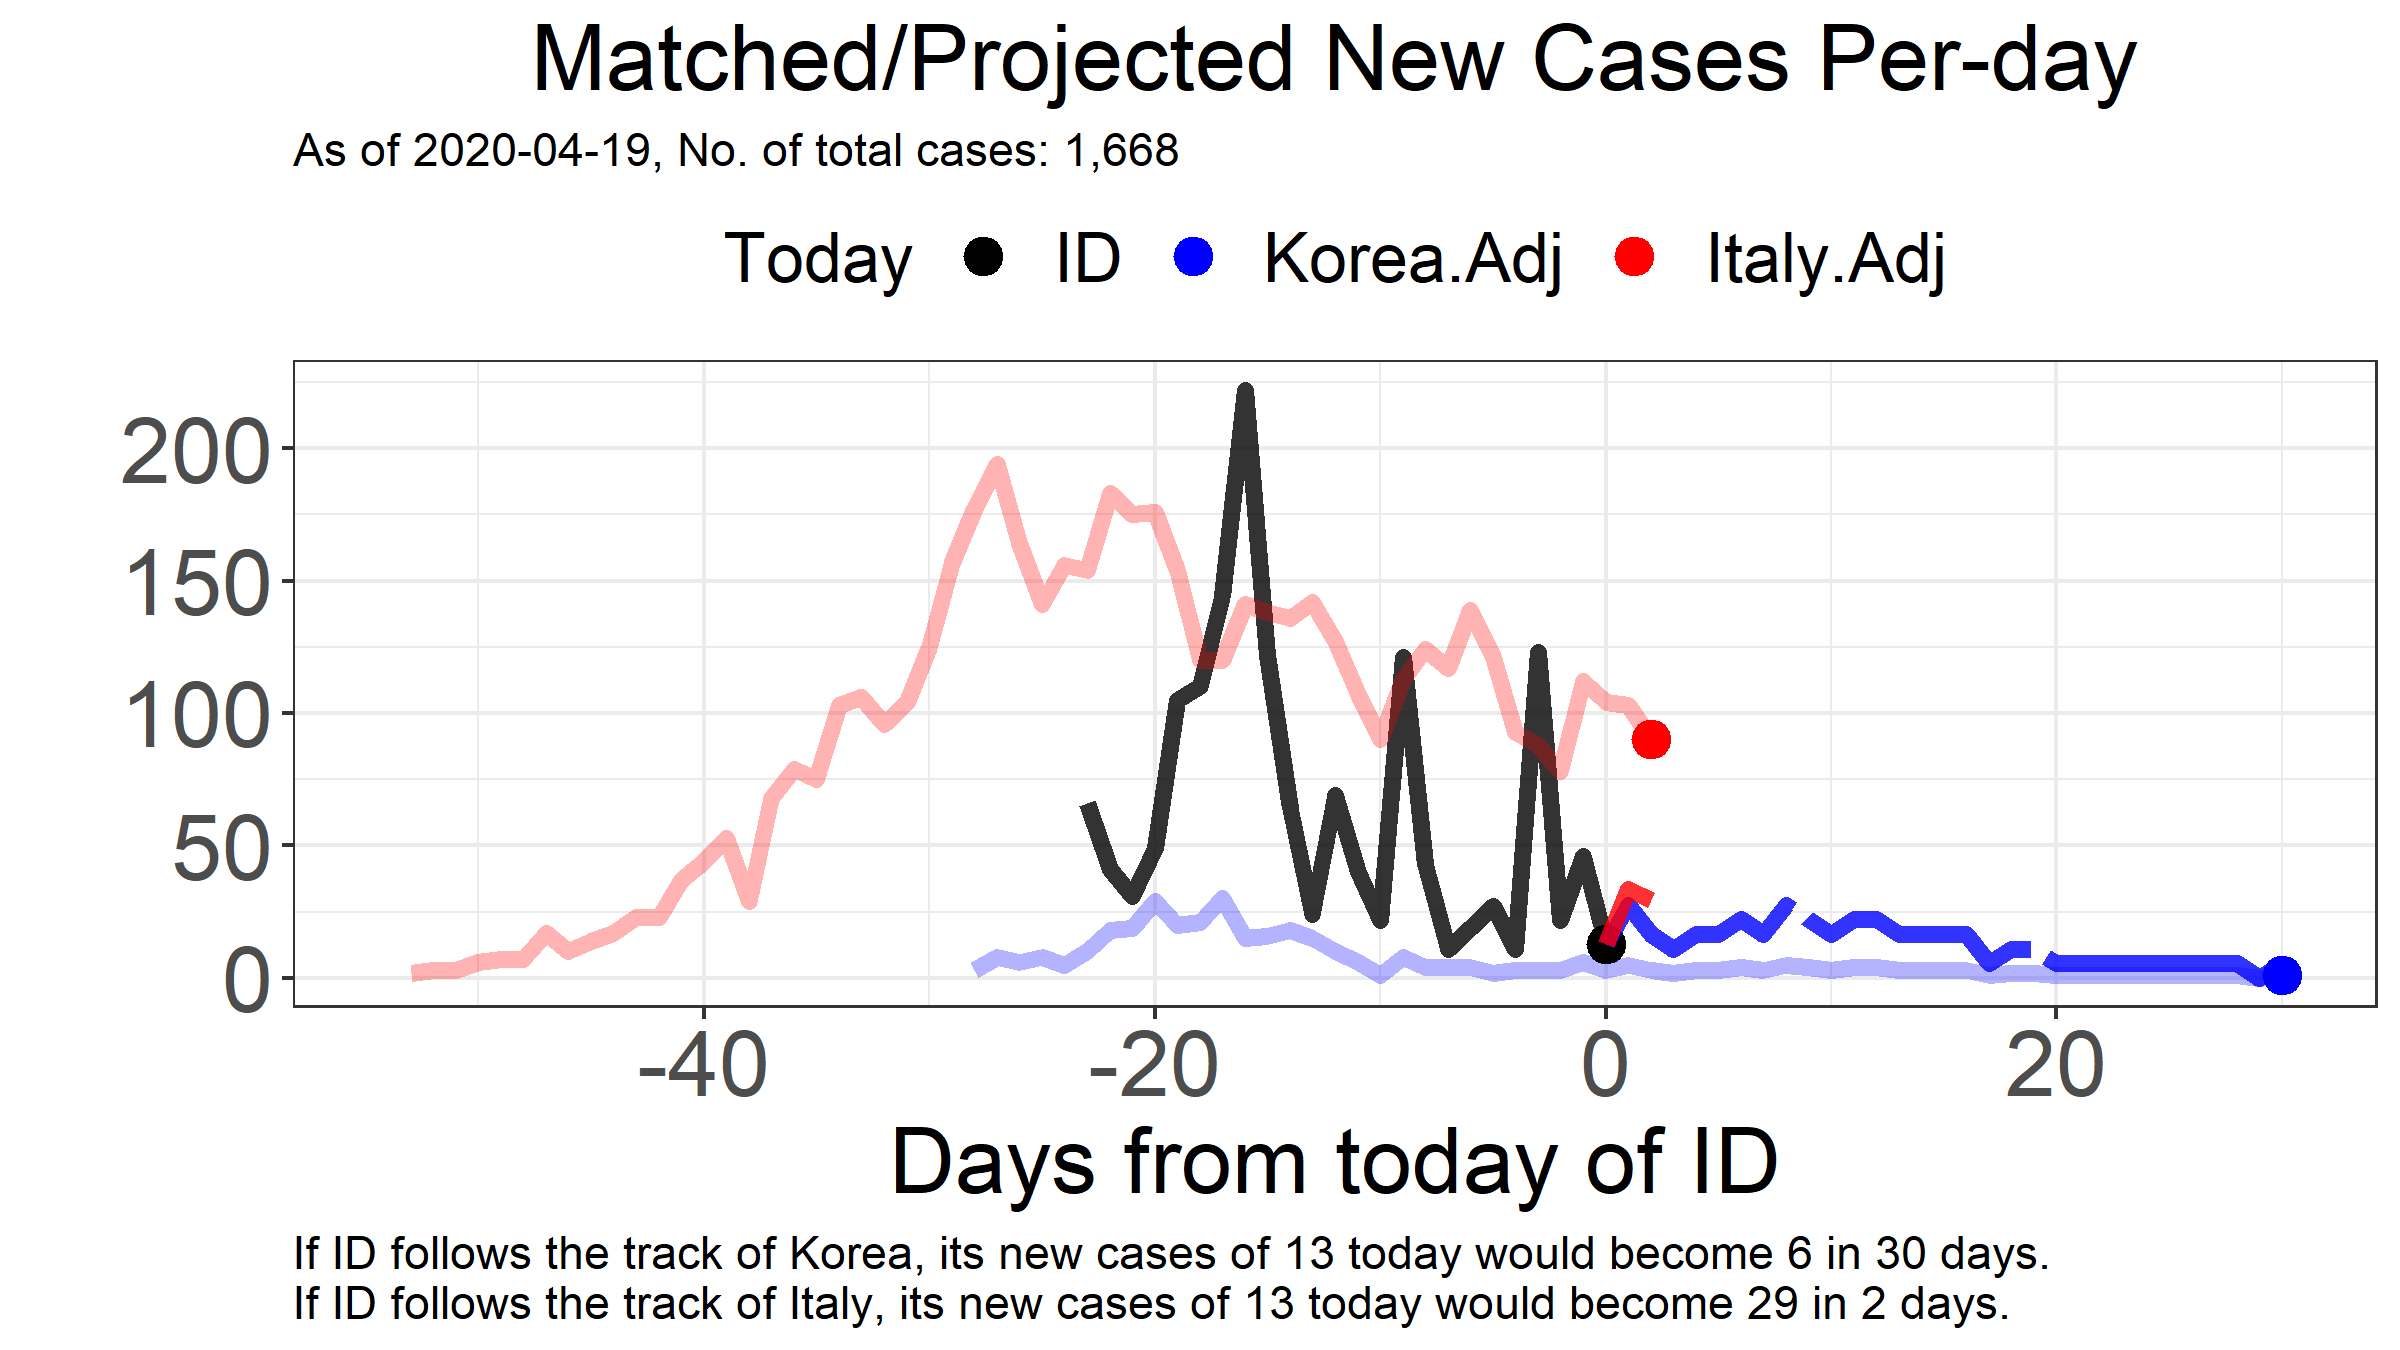 Matched/Projected New Cases Per-day
As of 2020-04-19, No. of total cases: 1,668
Today ID Korea.Adj Italy.Adj
200
150
100
50
0
-40 -20 0 20
Days from today of ID
If ID follows the track of Korea, its new cases of 13 today would become 6 in 30 days.
If ID follows the track of Italy, its new cases of 13 today would become 29 in 2 days.